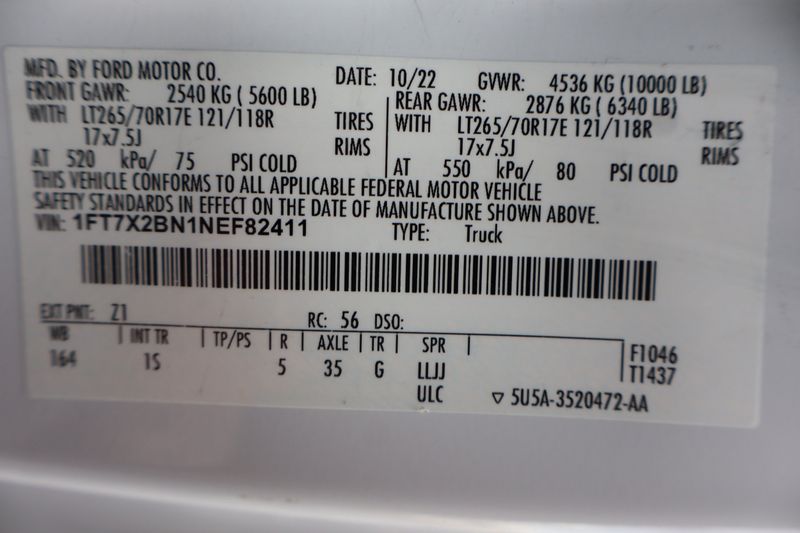 MFD. BY FORD MOTOR CO. DATE: 10/22 GVWR: 4536 KG (10000 LB)
FRONT GAWR: 2540 KG ( 5600 LB) REAR GAWR: 2876 KG ( 6340 LB)
WITH LT265/70R17E 121/118R TIRES WITH LT265/70R17E 121/118R TIRES
17x7.5J RIMS 17x7.5J RIMS
AT 520 kPa/ 75 PSI COLD AT 550 kPa/ 80 PSI COLD
THIS VEHICLE CONFORMS TO ALL APPLICABLE FEDERAL MOTOR VEHICLE
SAFETY STANDARDS IN EFFECT ON THE DATE OF MANUFACTURE SHOWN ABOVE.
VIN: 1FT7X2BN1NEF82411 TYPE: Truck
EXT PNT: Z1 RC: 56 DSO:
WB INT TR TP/PS R AXLE TR SPR F1046
164 1S 5 35 G LLJJ T1437
ULC ▽ 5U5A-3520472-AA